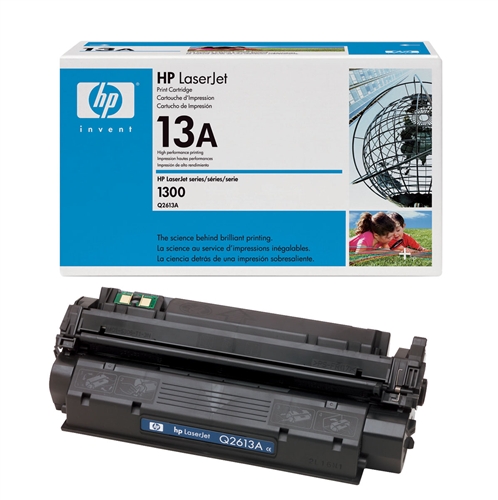 13A
hp
invent
HP LaserJet
Print Cartridge
Cartouche d'Impression
Cartucho de Impresión
13A
High performance printing
Impression hautes performances
Impresión de alto rendimiento
HP LaserJet series/séries/serie
1300
Q2613A
The science behind brilliant printing.
La science au service d'impressions inégalables.
La ciencia detrás de una impresión sobresaliente.
hp LaserJet Q2613A α